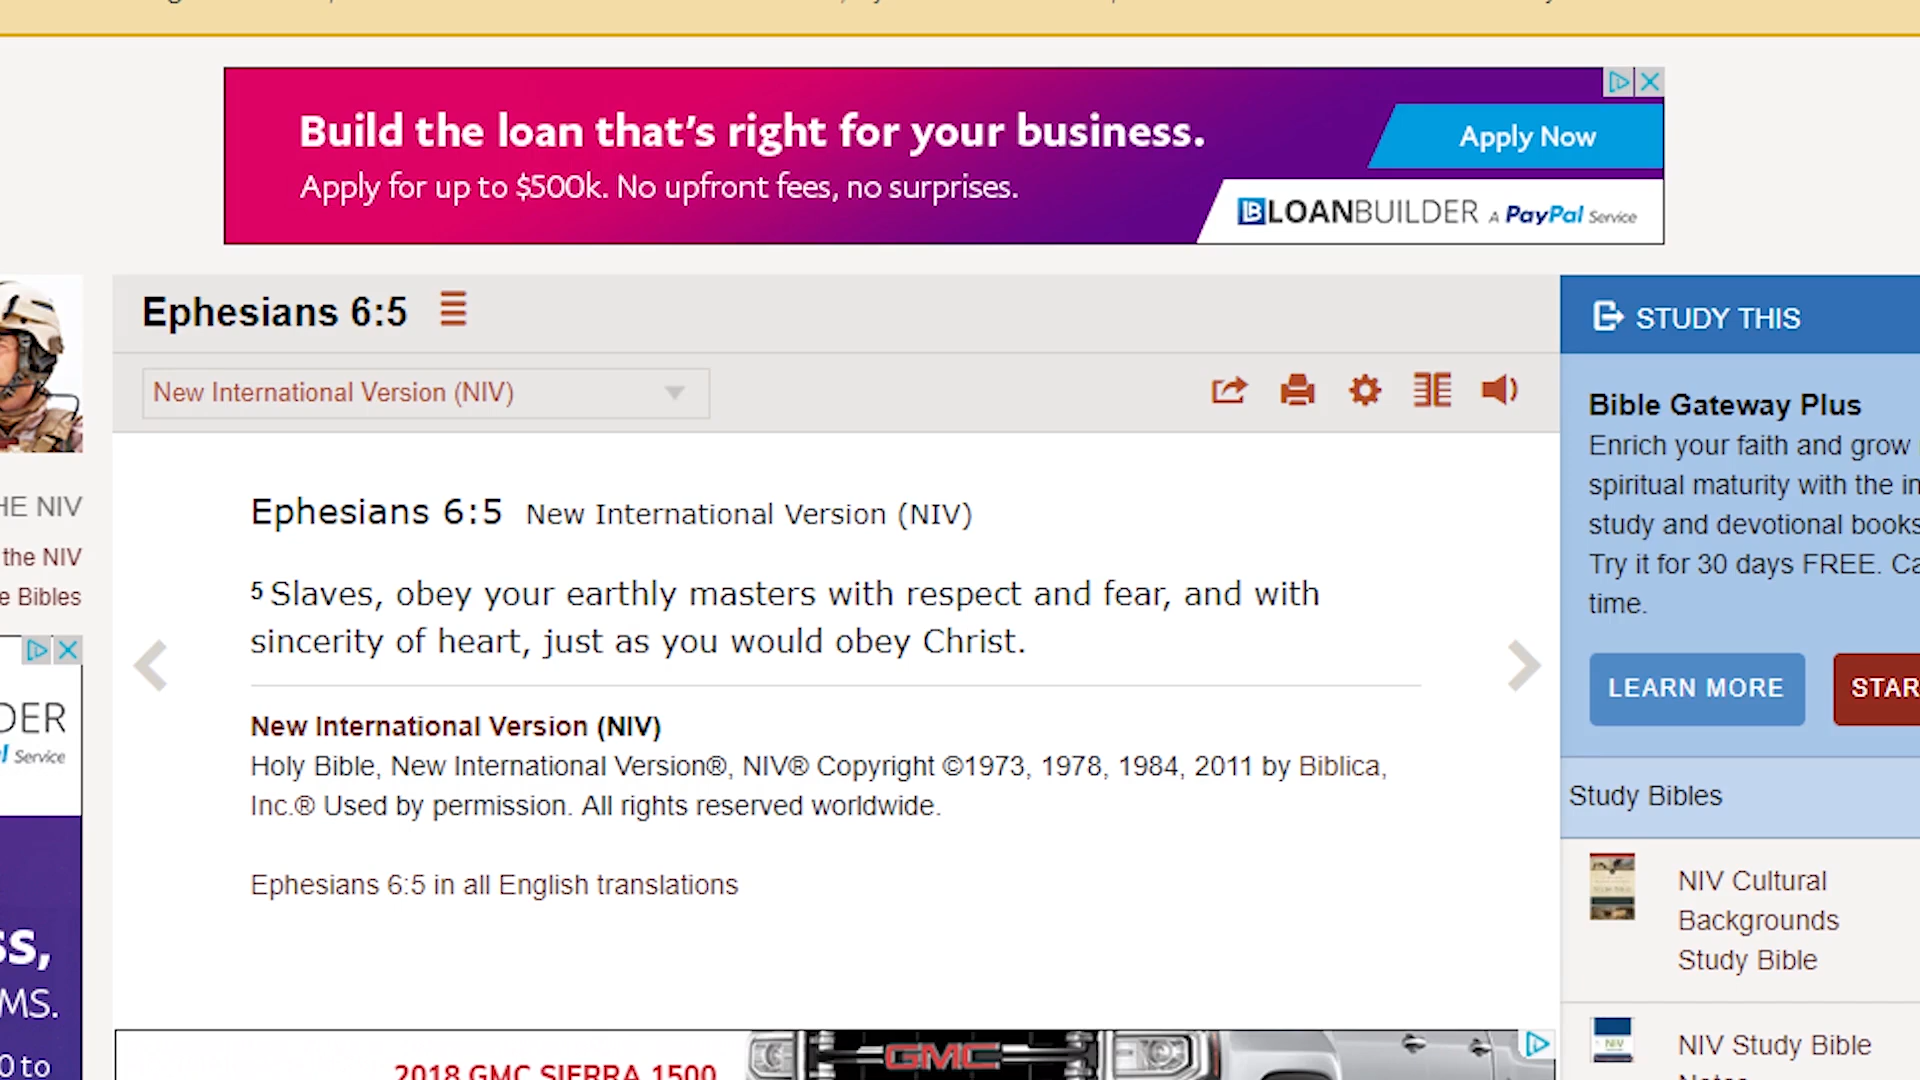 Build the loan that's right for your business.
Apply for up to $500k. No upfront fees, no surprises.
Apply Now
LOANBUILDER A PayPal Service
Ephesians 6:5
New International Version (NIV)
STUDY THIS
Bible Gateway Plus
Enrich your faith and grow
spiritual maturity with the
study and devotional books
Try it for 30 days FREE.
time.
LEARN MORE
Study Bibles
NIV Cultural
Backgrounds
Study Bible
NIV Study Bible
Ephesians 6:5 New International Version (NIV)
5 Slaves, obey your earthly masters with respect and fear, and with
sincerity of heart, just as you would obey Christ.
New International Version (NIV)
Holy Bible, New International Version®, NIV® Copyright ©1973, 1978, 1984, 2011 by Biblica,
Inc.® Used by permission. All rights reserved worldwide.
Ephesians 6:5 in all English translations
NIV
the NIV
Bibles
Service
0 to
2018 GMC SIERRA 1500
GMC